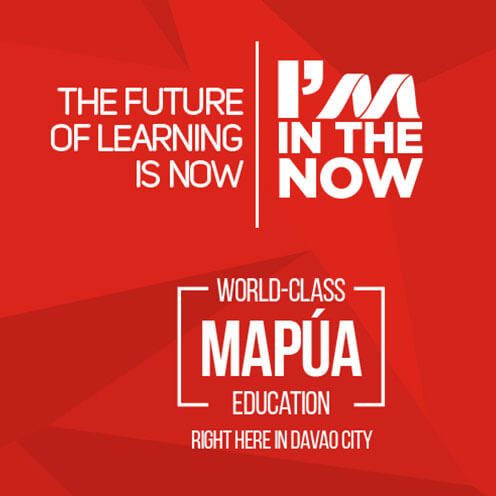 THE FUTURE
OF LEARNING
IS NOW
I'M
IN THE
NOW
WORLD-CLASS
MAPÚA
EDUCATION
RIGHT HERE IN DAVAO CITY